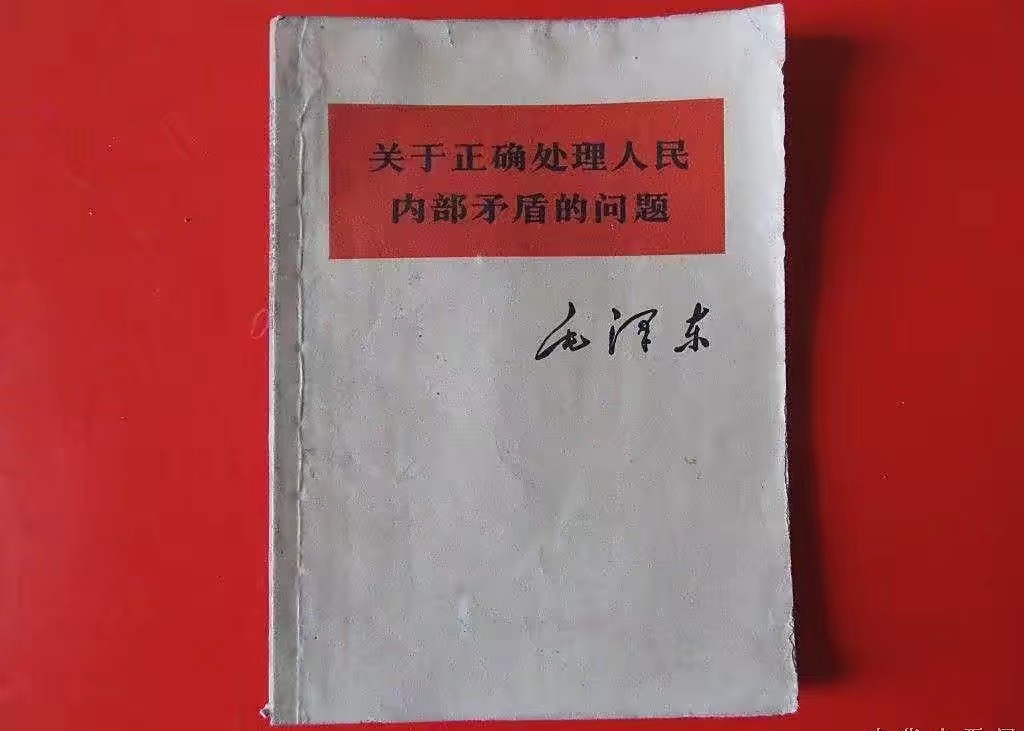 关于正确处理人民
内部矛盾的问题
毛泽东